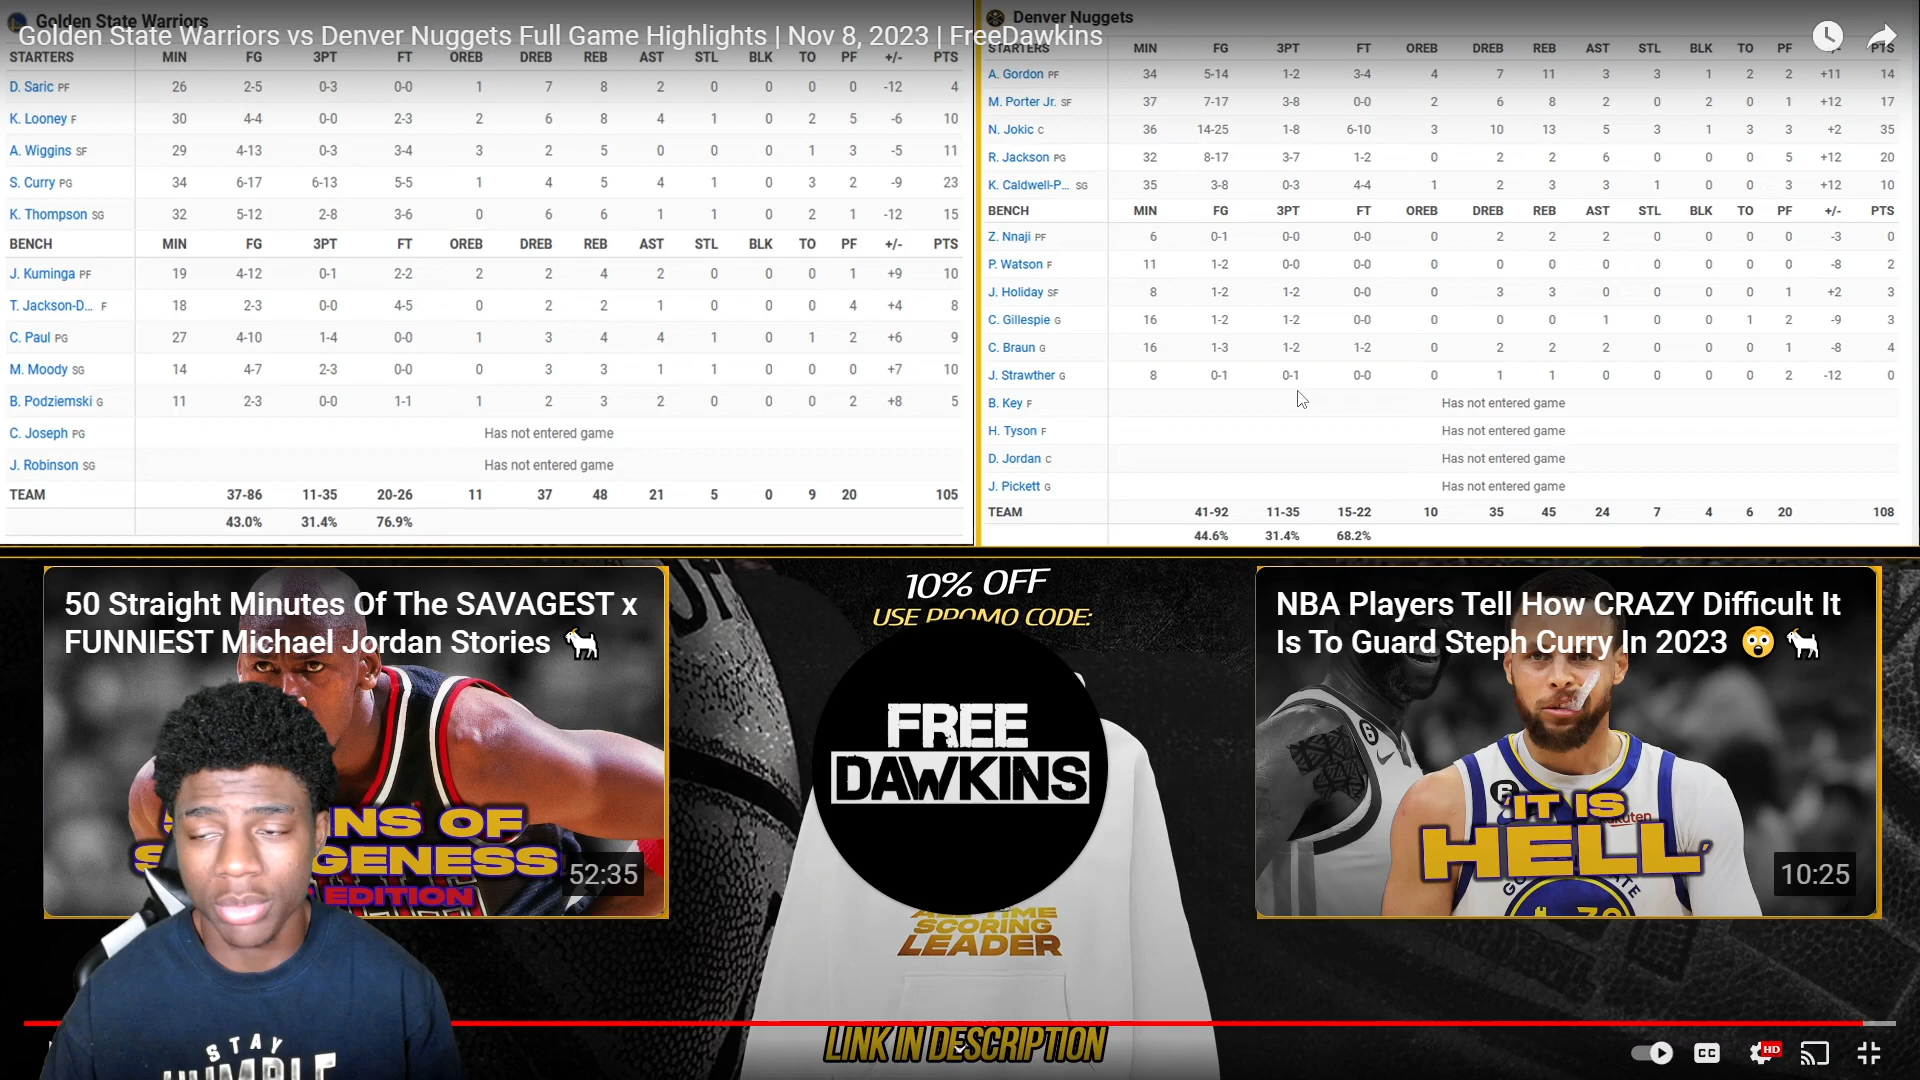 Golden State Warriors
Golden State Warriors vs Denver Nuggets Full Game Highlights | Nov 8, 2023 | FreeDawkins
STARTERS MIN FG 3PT FT OREB DREB REB AST STL BLK TO PF +/- PTS
D. Saric PF 26 2-5 0-3 0-0 1 7 8 2 0 0 0 0 -12 4
K. Looney F 30 4-4 0-0 2-3 2 6 8 4 1 0 2 5 -6 10
A. Wiggins SF 29 4-13 0-3 3-4 3 2 5 0 0 0 1 3 -5 11
S. Curry PG 34 6-17 6-13 5-5 1 4 5 4 1 0 3 2 -9 23
K. Thompson SG 32 5-12 2-8 3-6 0 6 6 1 1 0 2 1 -12 15
BENCH MIN FG 3PT FT OREB DREB REB AST STL BLK TO PF +/- PTS
J. Kuminga PF 19 4-12 0-1 2-2 2 2 4 2 0 0 0 1 +9 10
T. Jackson-D... F 18 2-3 0-0 4-5 0 2 2 1 0 0 0 4 +4 8
C. Paul PG 27 4-10 1-4 0-0 1 3 4 4 1 0 1 2 +6 9
M. Moody SG 14 4-7 2-3 0-0 0 3 3 1 1 0 0 0 +7 10
B. Podziemski G 11 2-3 0-0 1-1 1 2 3 2 0 0 0 2 +8 5
C. Joseph PG Has not entered game
J. Robinson SG Has not entered game
TEAM 37-86 11-35 20-26 11 37 48 21 5 0 9 20 105
43.0% 31.4% 76.9%
Denver Nuggets
STARTERS MIN FG 3PT FT OREB DREB REB AST STL BLK TO PF +/- PTS
A. Gordon PF 34 5-14 1-2 3-4 4 7 11 3 3 1 2 2 +11 14
M. Porter Jr. SF 37 7-17 3-8 0-0 2 6 8 2 0 2 0 1 +12 17
N. Jokic C 36 14-25 1-8 6-10 3 10 13 5 3 1 3 3 +2 35
R. Jackson PG 32 8-17 3-7 1-2 0 2 2 6 0 0 0 5 +12 20
K. Caldwell-P... SG 35 3-8 0-3 4-4 1 2 3 3 1 0 0 3 +12 10
BENCH MIN FG 3PT FT OREB DREB REB AST STL BLK TO PF +/- PTS
Z. Nnaji PF 6 0-1 0-0 0-0 0 2 2 2 0 0 0 0 -3 0
P. Watson F 11 1-2 0-0 0-0 0 0 0 0 0 0 0 0 -8 2
J. Holiday SF 8 1-2 1-2 0-0 0 3 3 0 0 0 0 1 +2 3
C. Gillespie G 16 1-2 1-2 0-0 0 0 0 1 0 0 1 2 -9 3
C. Braun G 16 1-3 1-2 1-2 0 2 2 2 0 0 0 1 -8 4
J. Strawther G 8 0-1 0-1 0-0 0 1 1 0 0 0 0 2 -12 0
B. Key F Has not entered game
H. Tyson F Has not entered game
D. Jordan C Has not entered game
J. Pickett G Has not entered game
TEAM 41-92 11-35 15-22 10 35 45 24 7 4 6 20 108
44.6% 31.4% 68.2%
50 Straight Minutes Of The SAVAGEST x
FUNNIEST Michael Jordan Stories
EDITION
52:35
10% OFF
USE PROMO CODE:
FREE
DAWKINS
ALL TIME
SCORING
LEADER
LINK IN DESCRIPTION
NBA Players Tell How CRAZY Difficult It
Is To Guard Steph Curry In 2023
6
6
'IT IS
HELL'
10:25
STAY
HUMBLE
CC
HD